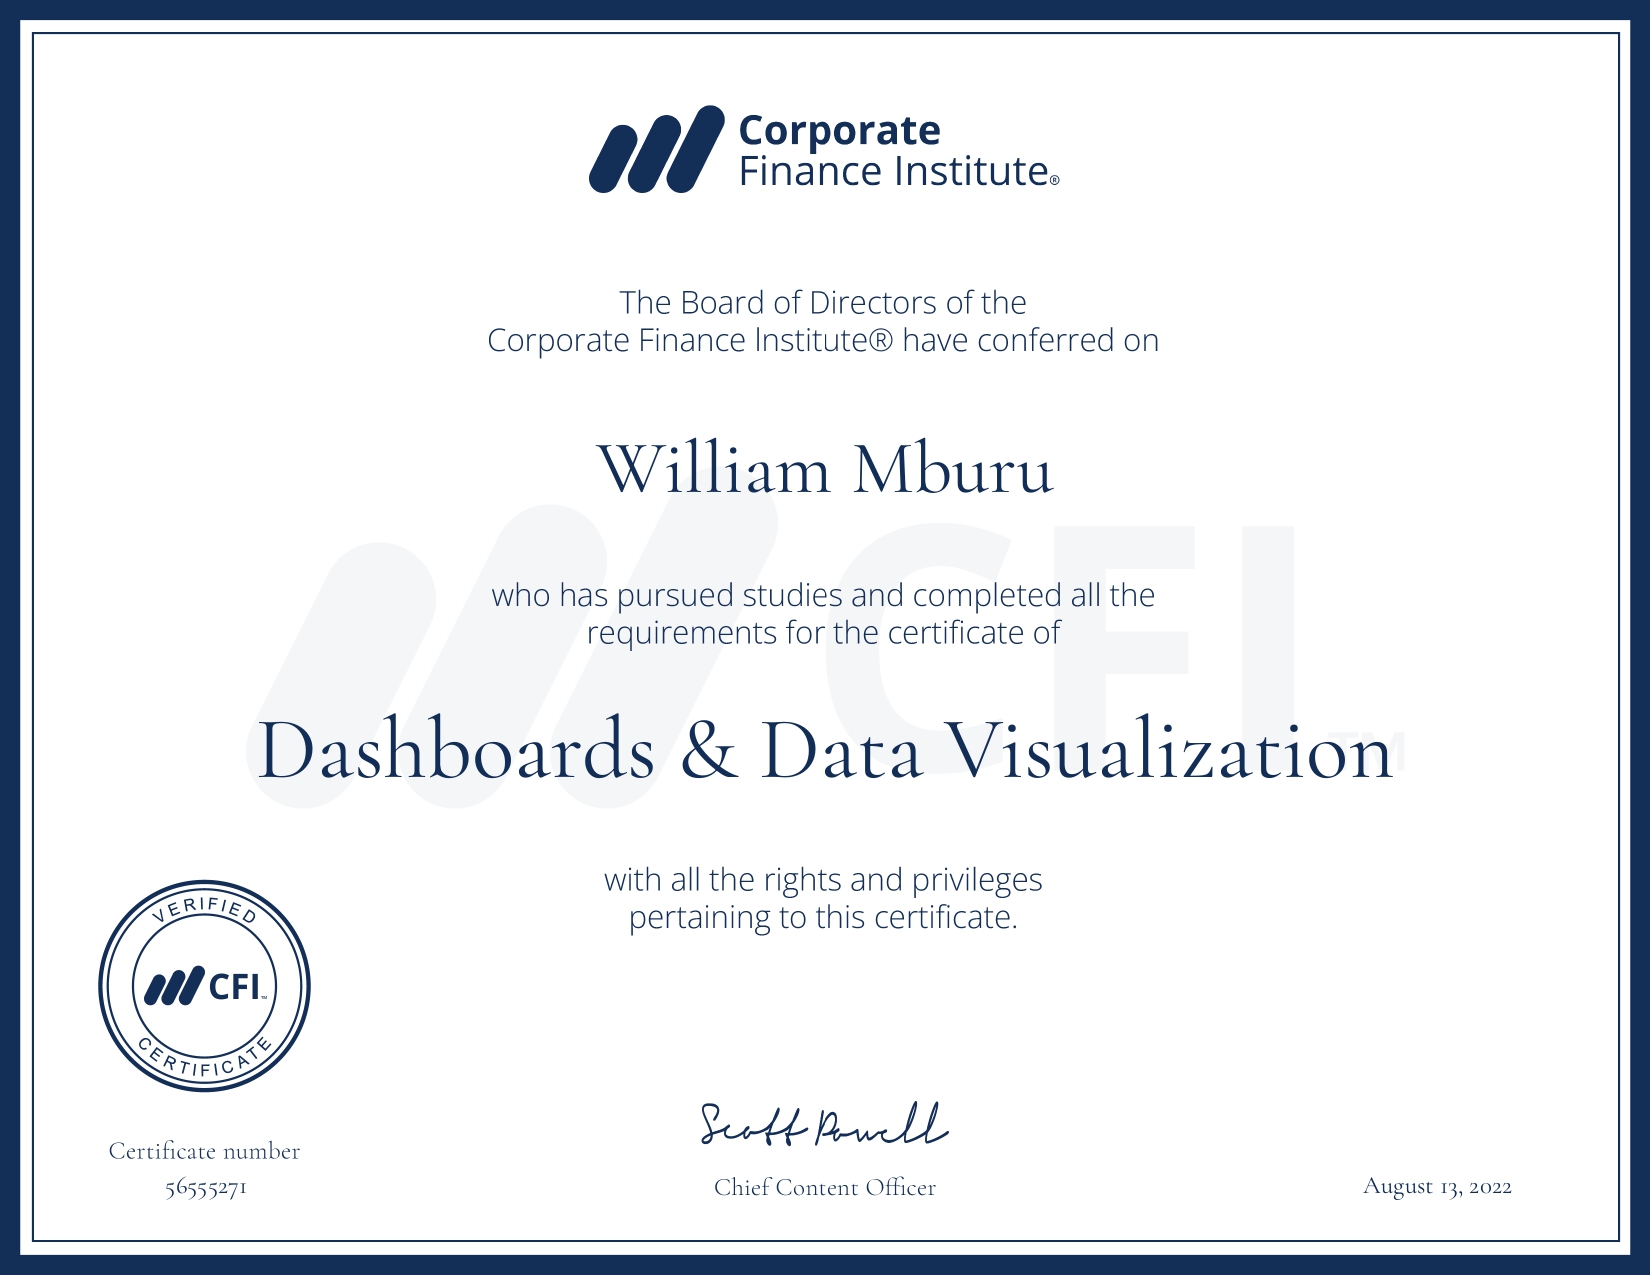 Corporate
Finance Institute®
The Board of Directors of the
Corporate Finance Institute® have conferred on
William Mburu
CFI™
who has pursued studies and completed all the
requirements for the certificate of
Dashboards & Data Visualization
with all the rights and privileges
pertaining to this certificate.
VERIFIED
CFI™
CERTIFICATE
Scott Powell
Certificate number
56555271
Chief Content Officer
August 13, 2022